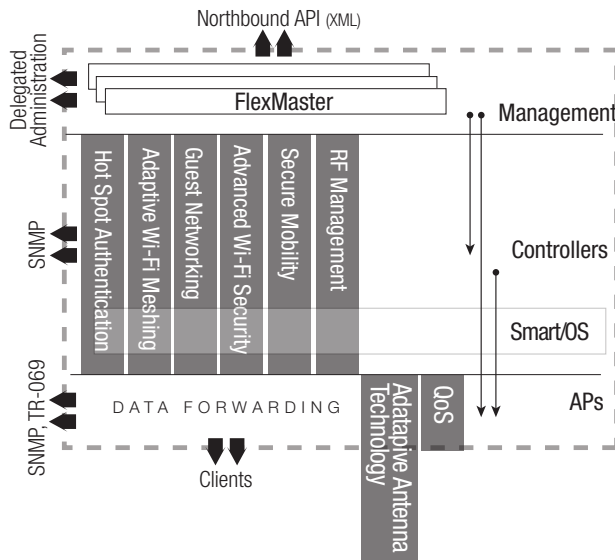 Northbound API (XML)
Delegated
Administration
FlexMaster
Management
Hot Spot Authentication
Adaptive Wi-Fi Meshing
Guest Networking
Advanced Wi-Fi Security
Secure Mobility
RF Management
SNMP
Controllers
Smart/OS
SNMP, TR-069
DATA FORWARDING
Adatapive Antenna
Technology
QoS
APs
Clients